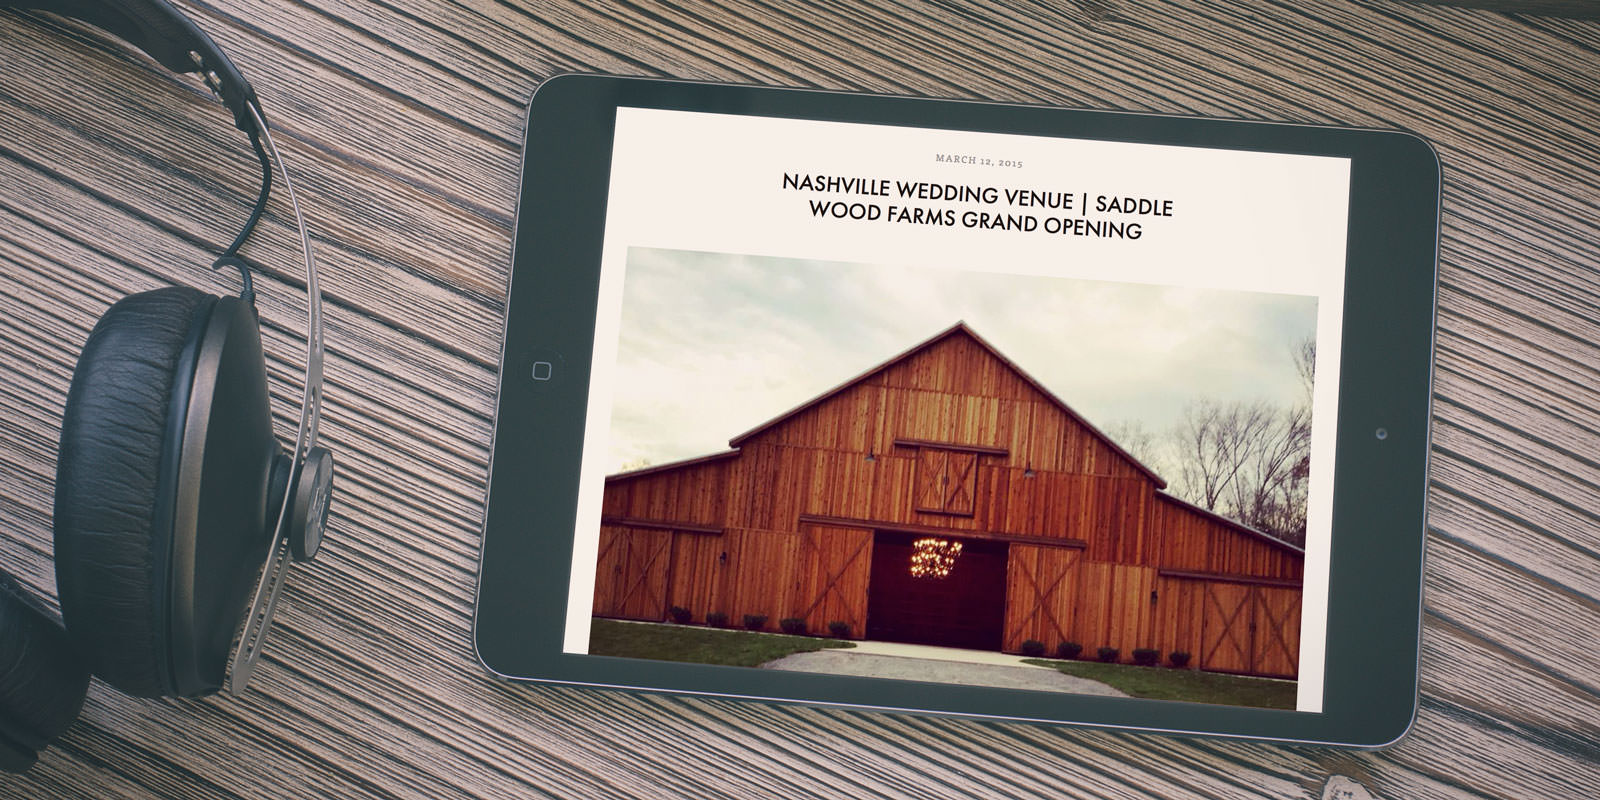 MARCH 12, 2015
NASHVILLE WEDDING VENUE | SADDLE
WOOD FARMS GRAND OPENING